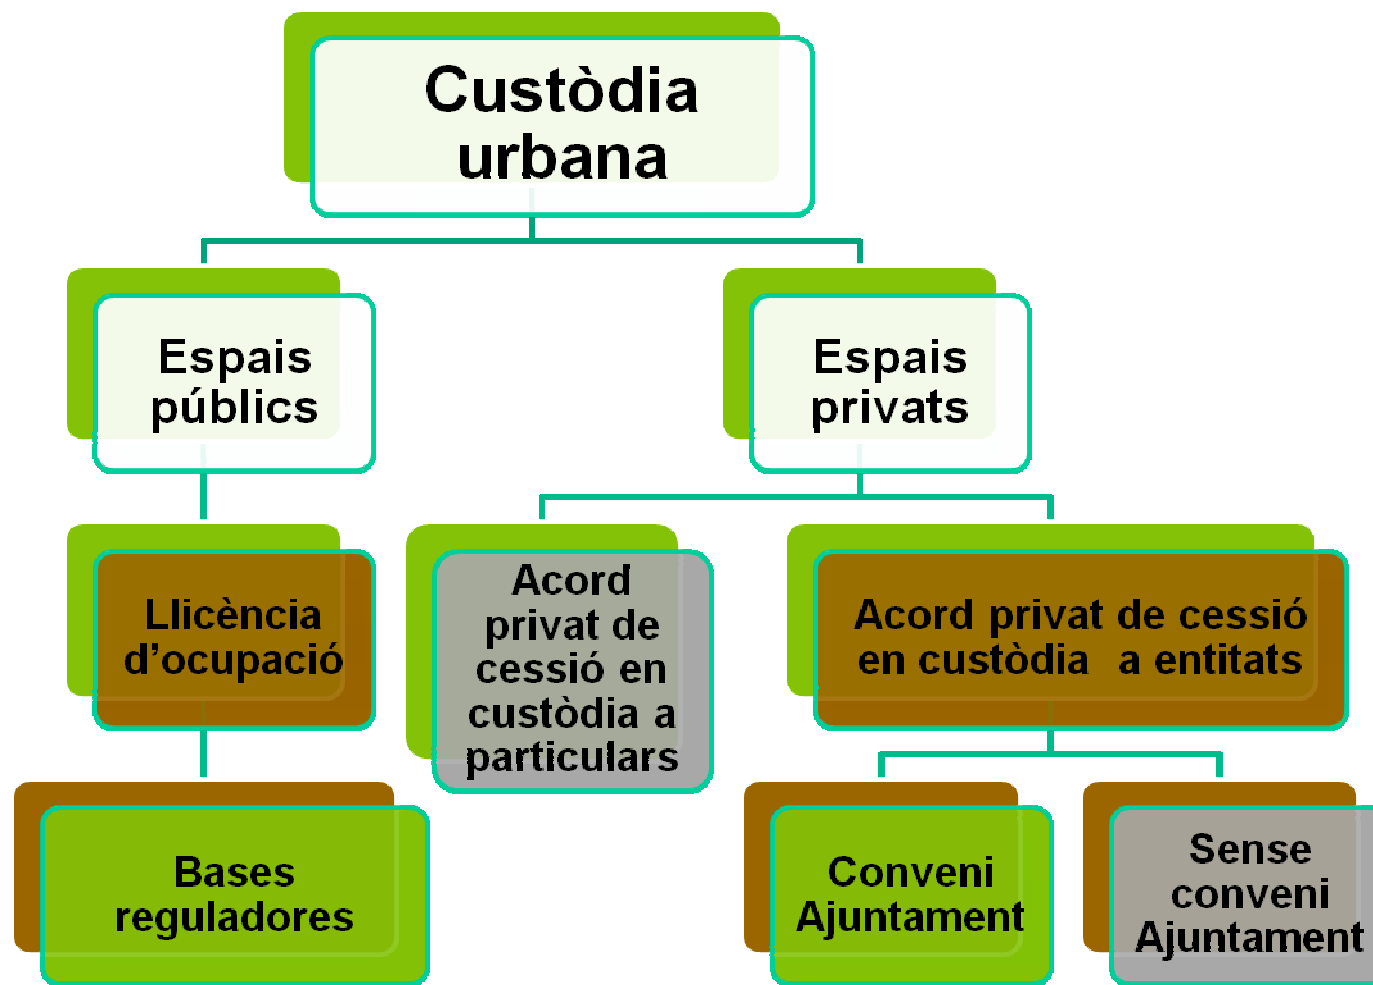 Custòdia
urbana
Espais
públics
Espais
privats
Llicència
d’ocupació
Acord
privat de
cessió en
custòdia a
particulars
Acord privat de cessió
en custòdia  a entitats
Bases
reguladores
Conveni
Ajuntament
Sense
conveni
Ajuntament